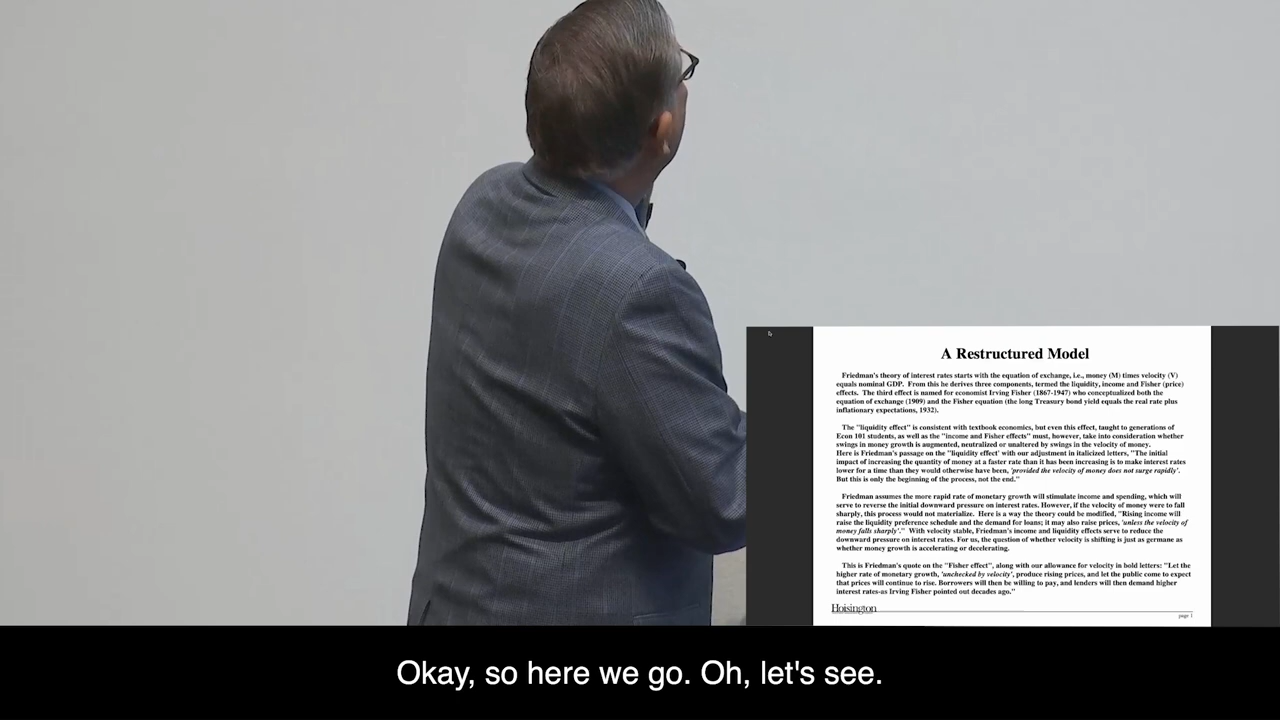 A Restructured Model
Friedman's theory of interest rates starts with the equation of exchange, i.e., money (M) times velocity (V)
equals nominal GDP. From this he derives three components, termed the liquidity, income and Fisher (price)
effects. The third effect is named for economist Irving Fisher (1867-1947) who conceptualized both the
equation of exchange (1909) and the Fisher equation (the long Treasury bond yield equals the real rate plus
inflationary expectations, 1932).
The "liquidity effect" is consistent with textbook economics, but even this effect, taught to generations of
Econ 101 students, as well as the "income and Fisher effects" must, however, take into consideration whether
swings in money growth is augmented, neutralized or unaltered by swings in the velocity of money.
Here is Friedman's passage on the "liquidity effect' with our adjustment in italicized letters, "The initial
impact of increasing the quantity of money at a faster rate than it has been increasing is to make interest rates
lower for a time than they would otherwise have been, 'provided the velocity of money does not surge rapidly'.
But this is only the beginning of the process, not the end."
Friedman assumes the more rapid rate of monetary growth will stimulate income and spending, which will
serve to reverse the initial downward pressure on interest rates. However, if the velocity of money were to fall
sharply, this process would not materialize. Here is a way the theory could be modified, "Rising income will
raise the liquidity preference schedule and the demand for loans; it may also raise prices, 'unless the velocity of
money falls sharply'." With velocity stable, Friedman's income and liquidity effects serve to reduce the
downward pressure on interest rates. For us, the question of whether velocity is shifting is just as germane as
whether money growth is accelerating or decelerating.
This is Friedman's quote on the "Fisher effect", along with our allowance for velocity in bold letters: "Let the
higher rate of monetary growth, 'unchecked by velocity', produce rising prices, and let the public come to expect
that prices will continue to rise. Borrowers will then be willing to pay, and lenders will then demand higher
interest rates-as Irving Fisher pointed out decades ago."
Hoisington
page 1
Okay, so here we go. Oh, let's see.